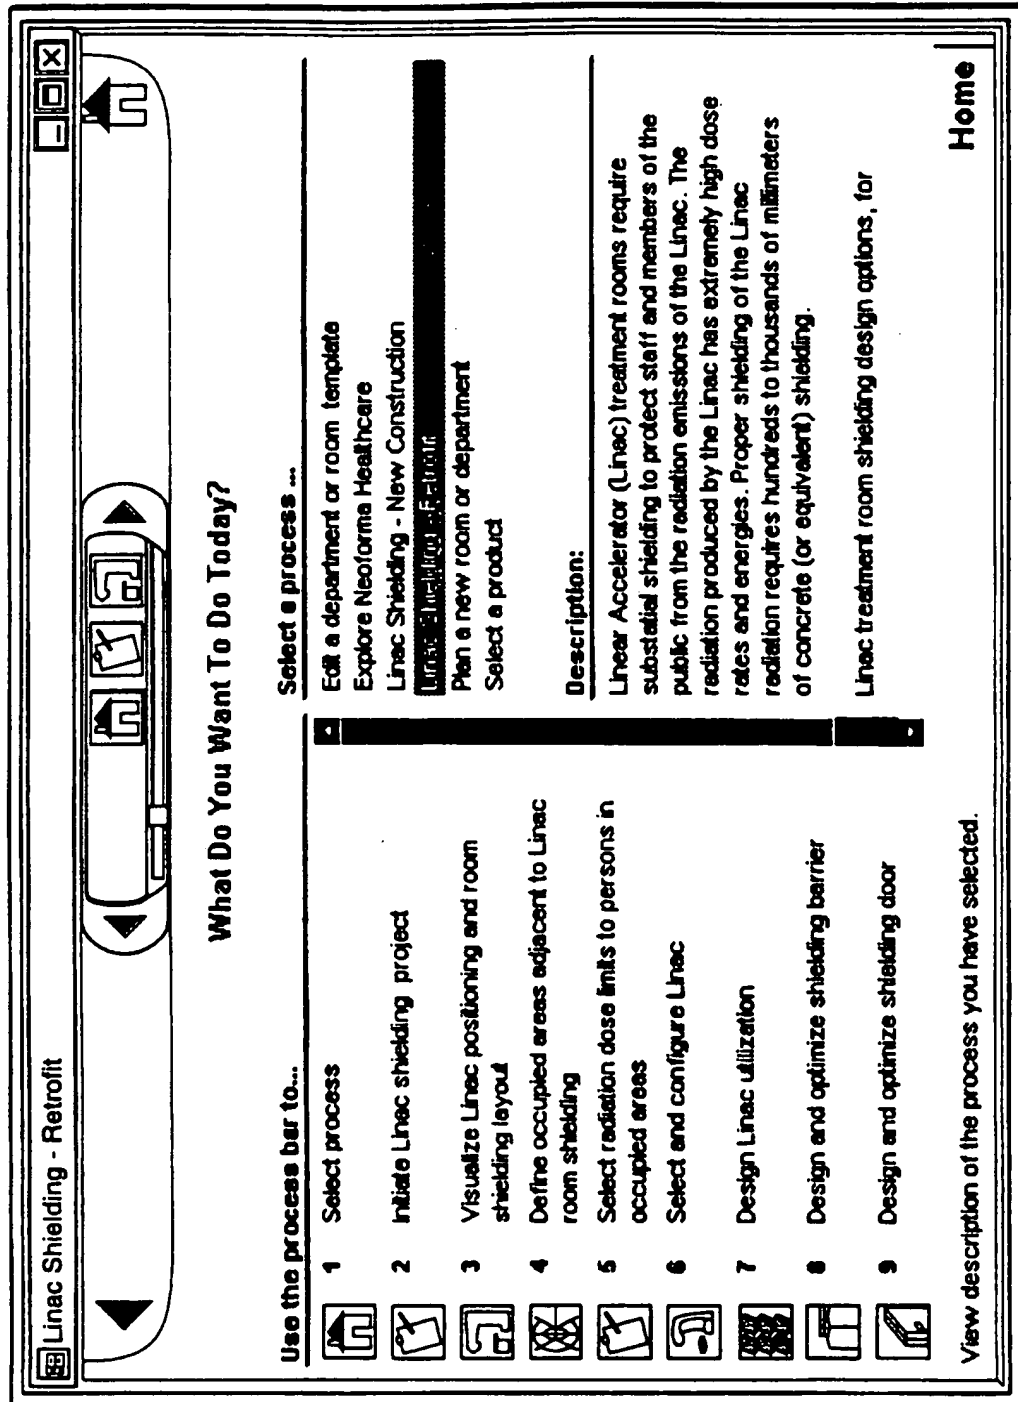 Linac Shielding - Retrofit
What Do You Want To Do Today?
Use the process bar to...
1 Select process
2 Initiate Linac shielding project
3 Visualize Linac positioning and room
shielding layout
4 Define occupied areas adjacent to Linac
room shielding
5 Select radiation dose limits to persons in
occupied areas
6 Select and configure Linac
7 Design Linac utilization
8 Design and optimize shielding barrier
9 Design and optimize shielding door
Select a process ...
Edit a department or room template
Explore Neoforma Healthcare
Linac Shielding - New Construction
Plan a new room or department
Select a product
Description:
Linear Accelerator (Linac) treatment rooms require
substatial shielding to protect staff and members of the
public from the radiation emissions of the Linac. The
radiation produced by the Linac has extremely high dose
rates and energies. Proper shielding of the Linac
radiation requires hundreds to thousands of millimeters
of concrete (or equivalent) shielding.
Linac treatment room shielding design options, for
View description of the process you have selected.
Home